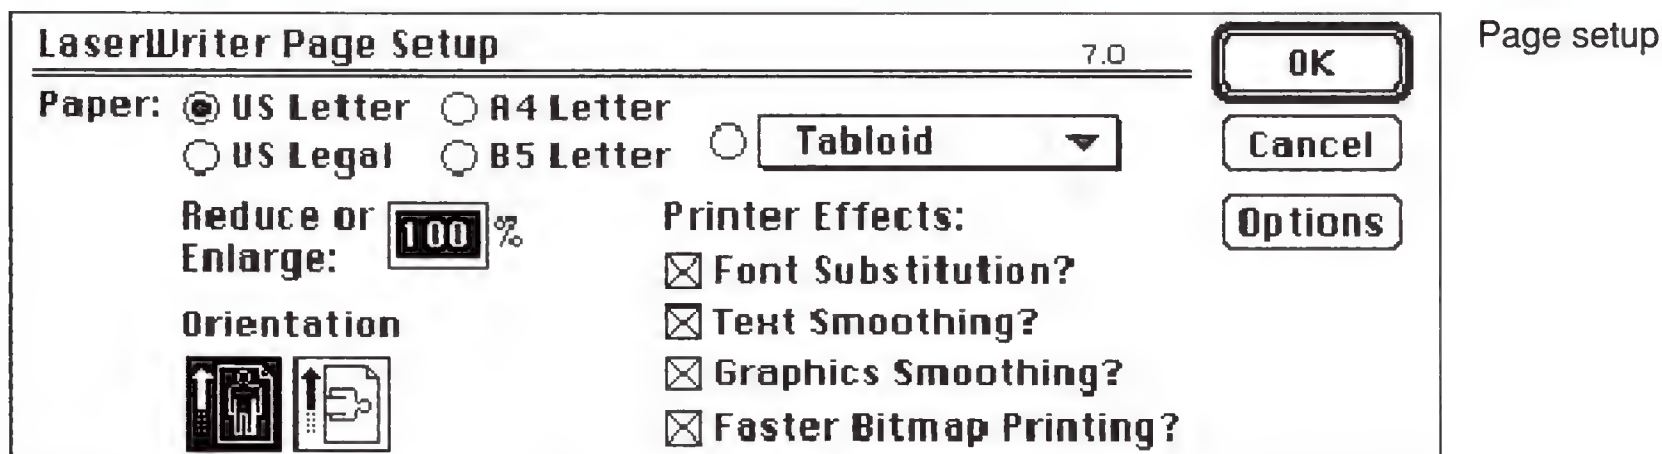 LaserWriter Page Setup 7.0 OK
Page setup
Paper: US Letter A4 Letter
US Legal B5 Letter Tabloid Cancel
Reduce or Enlarge: 100 % Printer Effects: Options
Font Substitution?
Orientation Text Smoothing?
Graphics Smoothing?
Faster Bitmap Printing?